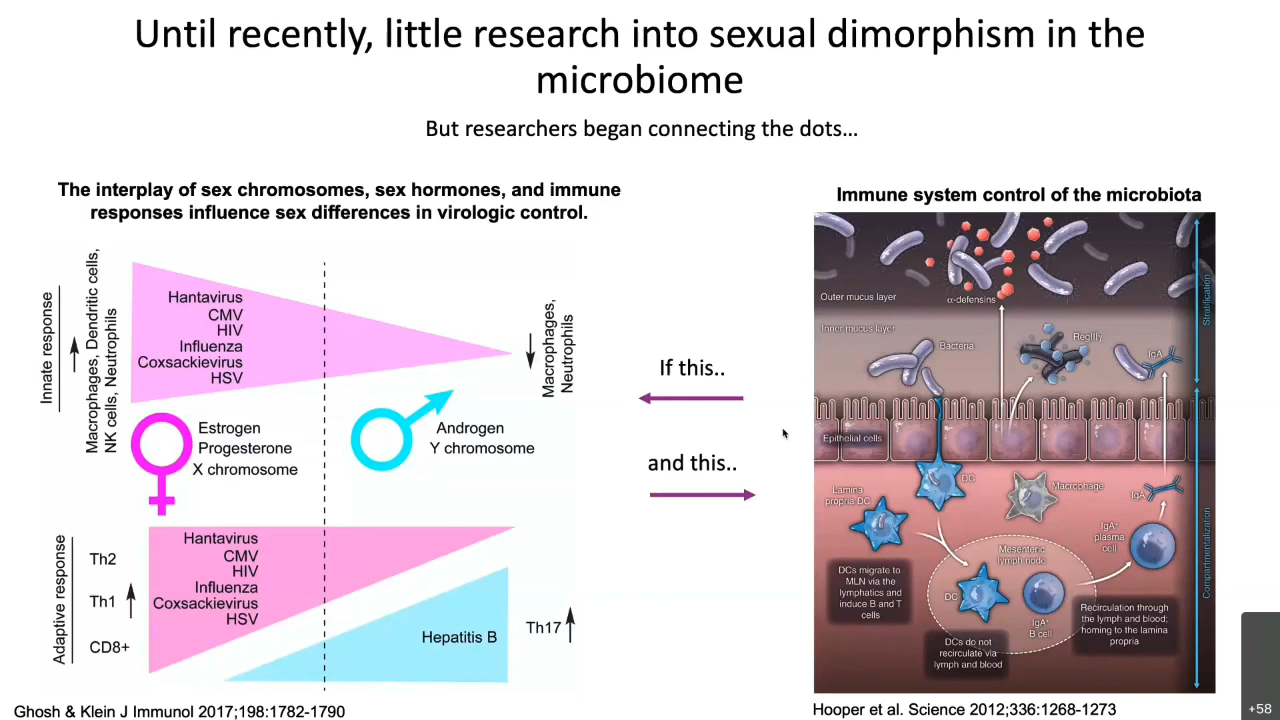 Until recently, little research into sexual dimorphism in the
microbiome
But researchers began connecting the dots...
The interplay of sex chromosomes, sex hormones, and immune
responses influence sex differences in virologic control.
Innate response
Macrophages, Dendritic cells,
NK cells, Neutrophils
Hantavirus
CMV
HIV
Influenza
Coxsackievirus
HSV
Macrophages,
Neutrophils
Estrogen
Progesterone
X chromosome
Androgen
Y chromosome
Adaptive response
Th2
Th1
CD8+
Hantavirus
CMV
HIV
Influenza
Coxsackievirus
HSV
Hepatitis B
Th17
Ghosh & Klein J Immunol 2017;198:1782-1790
If this..
and this..
Immune system control of the microbiota
Outer mucus layer
α-defensins
Stratification
Inner mucus layer
Bacteria
RegIIIγ
IgA
Epithelial cells
DC
Macrophage
Lamina
propria DC
IgA
IgA+
plasma
cell
Compartmentalization
Mesenteric
lymph node
DCs migrate to
MLN via the
lymphatics and
induce B and T
cells
DC
IgA+
B cell
Recirculation through
the lymph and blood;
homing to the lamina
propria
DCs do not
recirculate via
lymph and blood
Hooper et al. Science 2012;336:1268-1273
+58